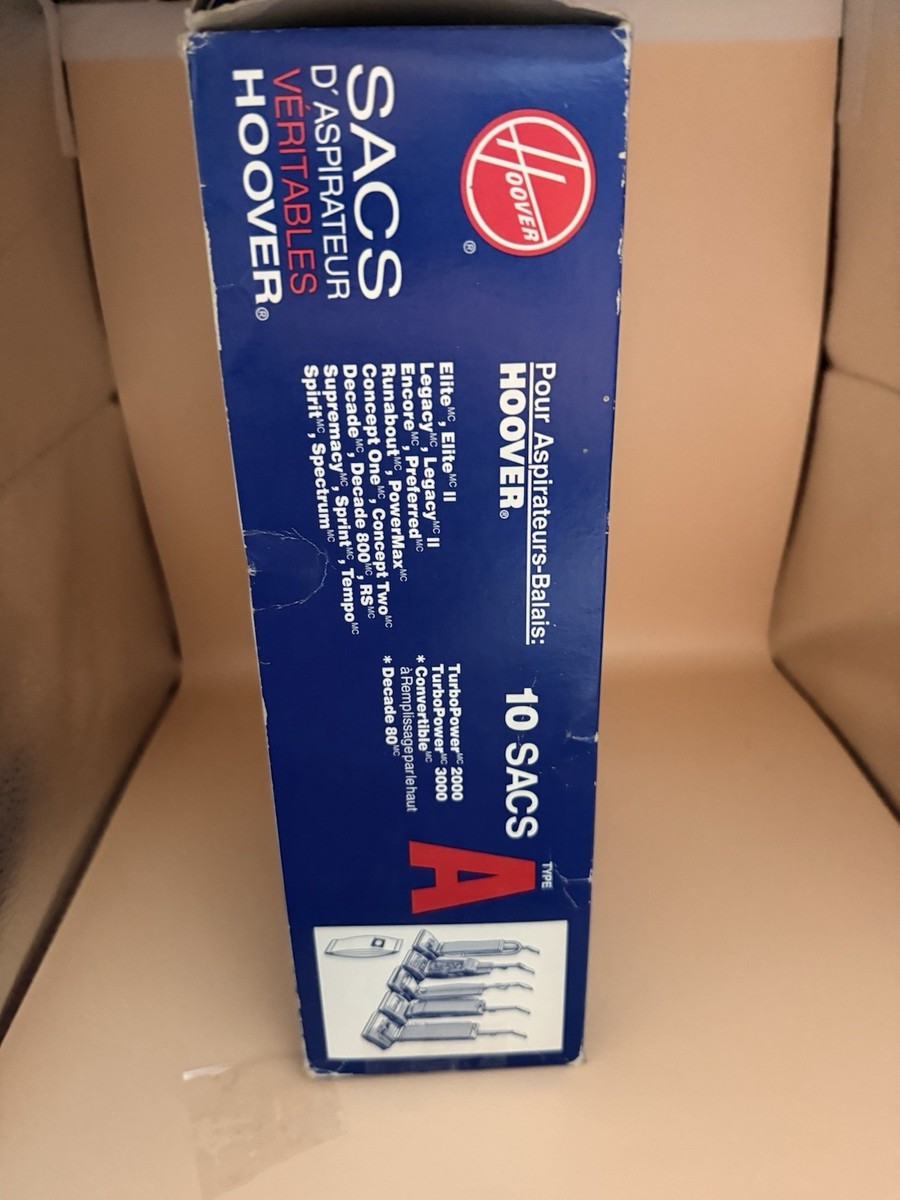 HOOVER
®
SACS
D'ASPIRATEUR
VÉRITABLES
HOOVER®
Pour Aspirateurs-Balais:
HOOVER®
Elite MC, Elite MC II
Legacy MC, Legacy MC II
Encore MC, Preferred MC
Runabout MC, PowerMax MC
Concept One MC, Concept Two MC
Decade MC, Decade 800 MC, RS MC
Supremacy MC, Sprint MC, Tempo MC
Spirit MC, Spectrum MC
10 SACS
TurboPower MC 2000
TurboPower MC 3000
* Convertible MC
à Remplissage par le haut
* Decade 80 MC
TYPE
A